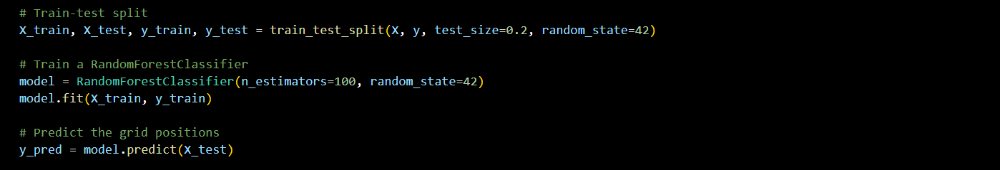 # Train-test split
X_train, X_test, y_train, y_test = train_test_split(X, y, test_size=0.2, random_state=42)
# Train a RandomForestClassifier
model = RandomForestClassifier(n_estimators=100, random_state=42)
model.fit(X_train, y_train)
# Predict the grid positions
y_pred = model.predict(X_test)